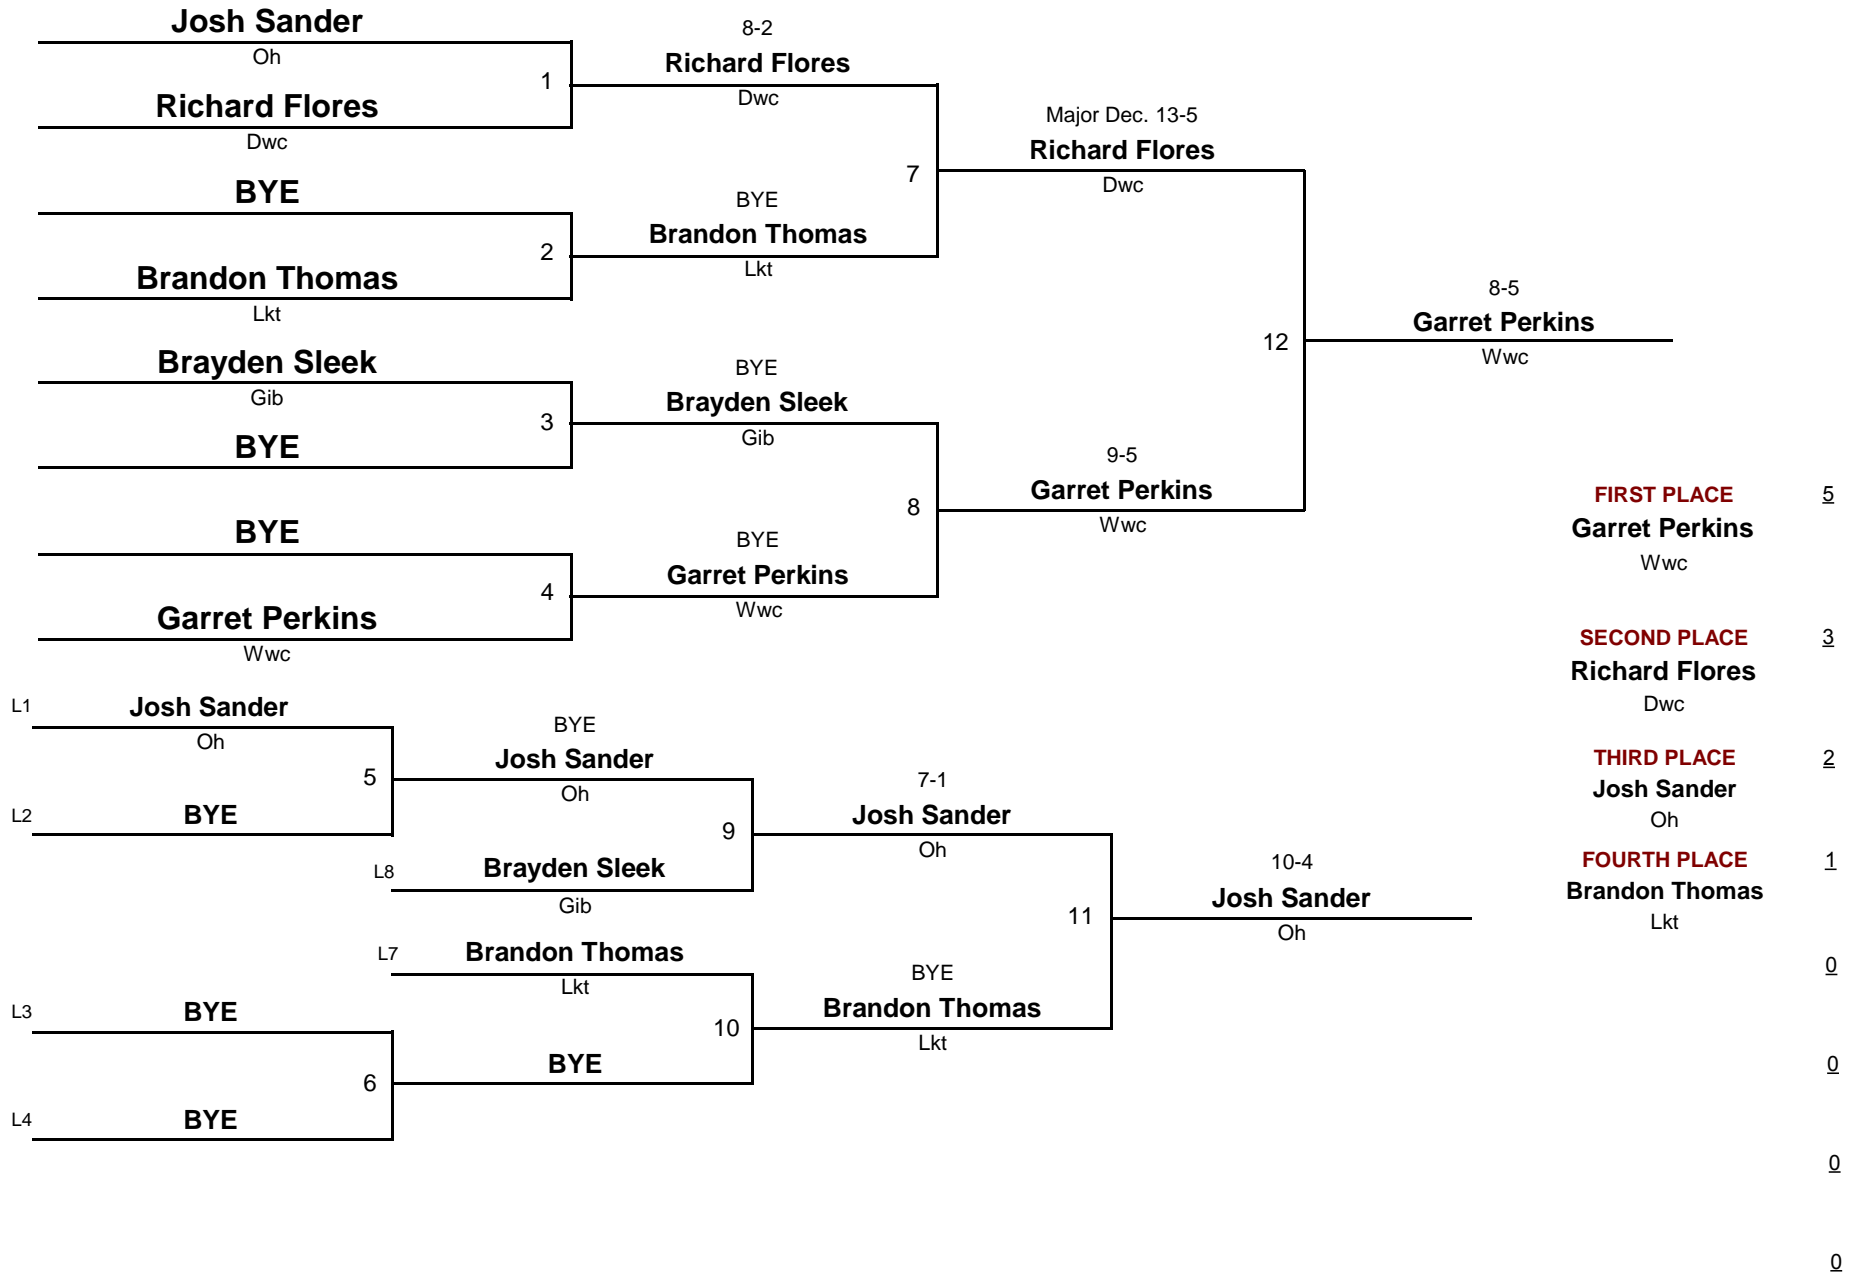 Josh Sander
Oh
1
Richard Flores
Dwc
BYE
2
Brandon Thomas
Lkt
Brayden Sleek
Gib
3
BYE
BYE
4
Garret Perkins
Wwc
8-2
Richard Flores
Dwc
7
BYE
Brandon Thomas
Lkt
BYE
Brayden Sleek
Gib
8
BYE
Garret Perkins
Wwc
Major Dec. 13-5
Richard Flores
Dwc
12
9-5
Garret Perkins
Wwc
8-5
Garret Perkins
Wwc
FIRST PLACE 5
Garret Perkins
Wwc
SECOND PLACE 3
Richard Flores
Dwc
THIRD PLACE 2
Josh Sander
Oh
FOURTH PLACE 1
Brandon Thomas
Lkt
0
0
0
0
L1 Josh Sander
Oh
5
L2 BYE
L3 BYE
6
L4 BYE
BYE
Josh Sander
Oh
9
L8 Brayden Sleek
Gib
L7 Brandon Thomas
Lkt
10
BYE
7-1
Josh Sander
Oh
11
BYE
Brandon Thomas
Lkt
10-4
Josh Sander
Oh